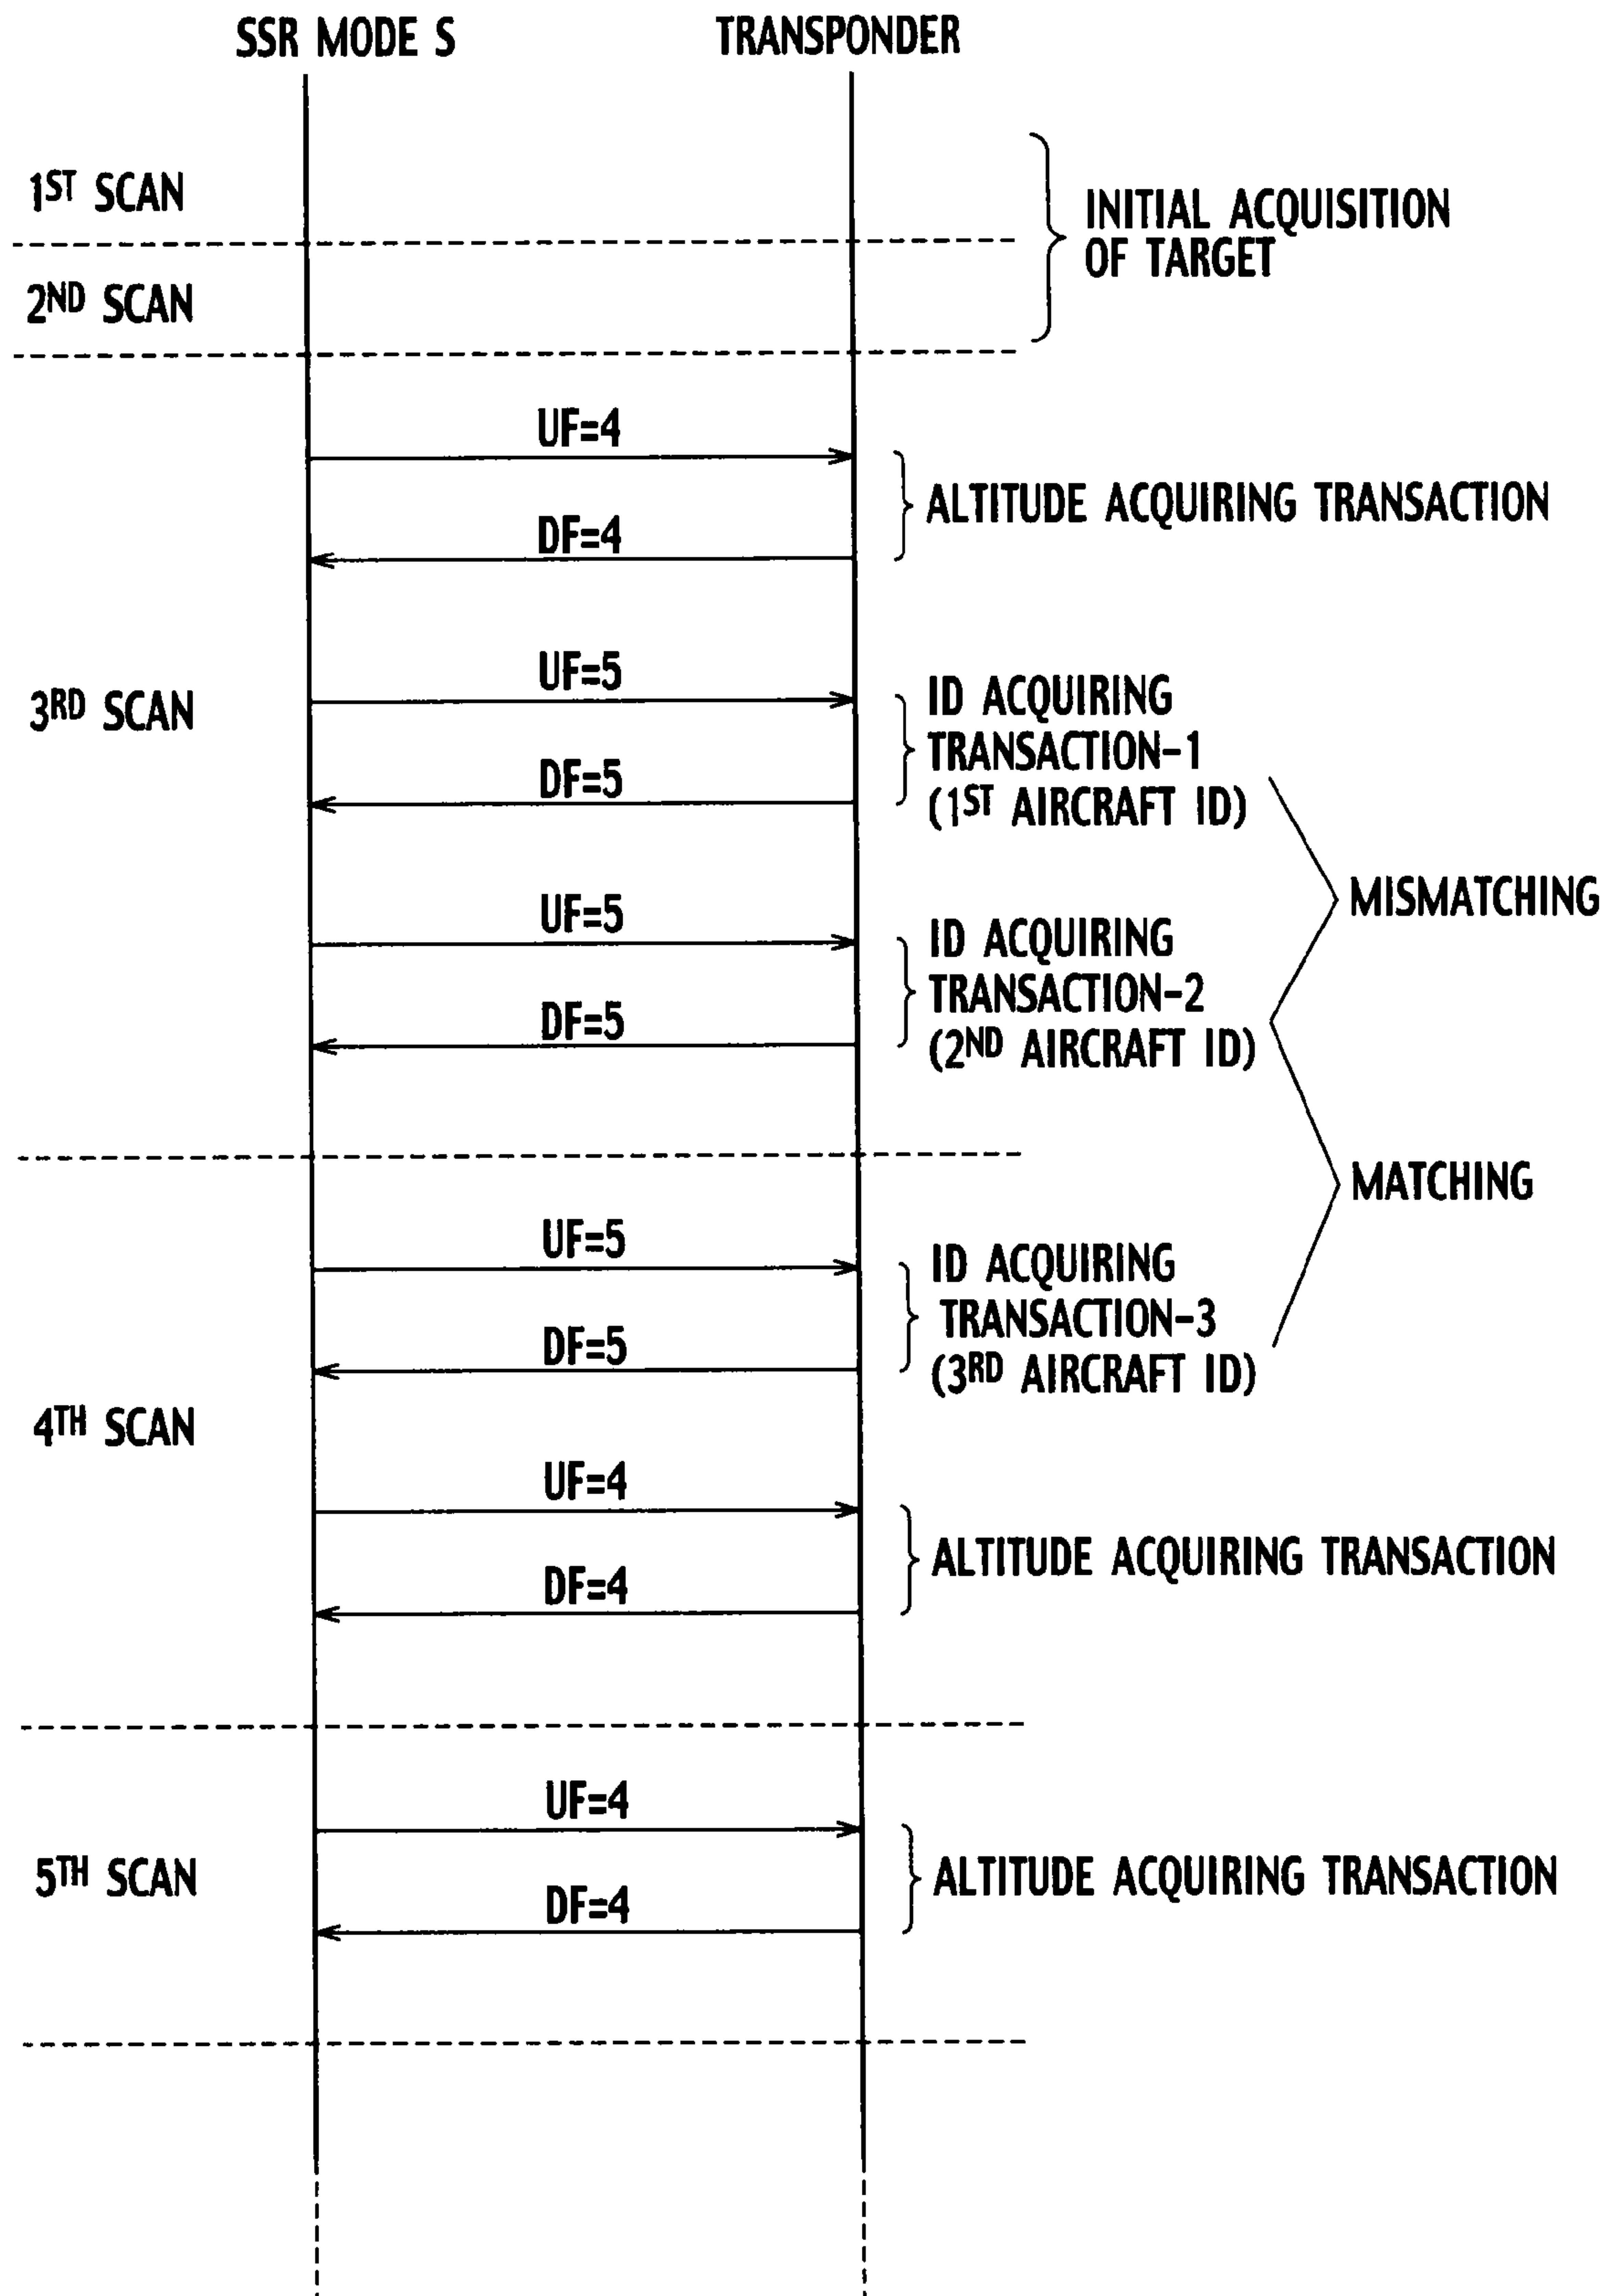 SSR MODE S
TRANSPONDER
1ST SCAN
INITIAL ACQUISITION
OF TARGET
2ND SCAN
UF=4
ALTITUDE ACQUIRING TRANSACTION
DF=4
3RD SCAN
UF=5
ID ACQUIRING
TRANSACTION-1
(1ST AIRCRAFT ID)
DF=5
MISMATCHING
UF=5
ID ACQUIRING
TRANSACTION-2
(2ND AIRCRAFT ID)
DF=5
MATCHING
UF=5
ID ACQUIRING
TRANSACTION-3
(3RD AIRCRAFT ID)
DF=5
4TH SCAN
UF=4
ALTITUDE ACQUIRING TRANSACTION
DF=4
UF=4
5TH SCAN
ALTITUDE ACQUIRING TRANSACTION
DF=4